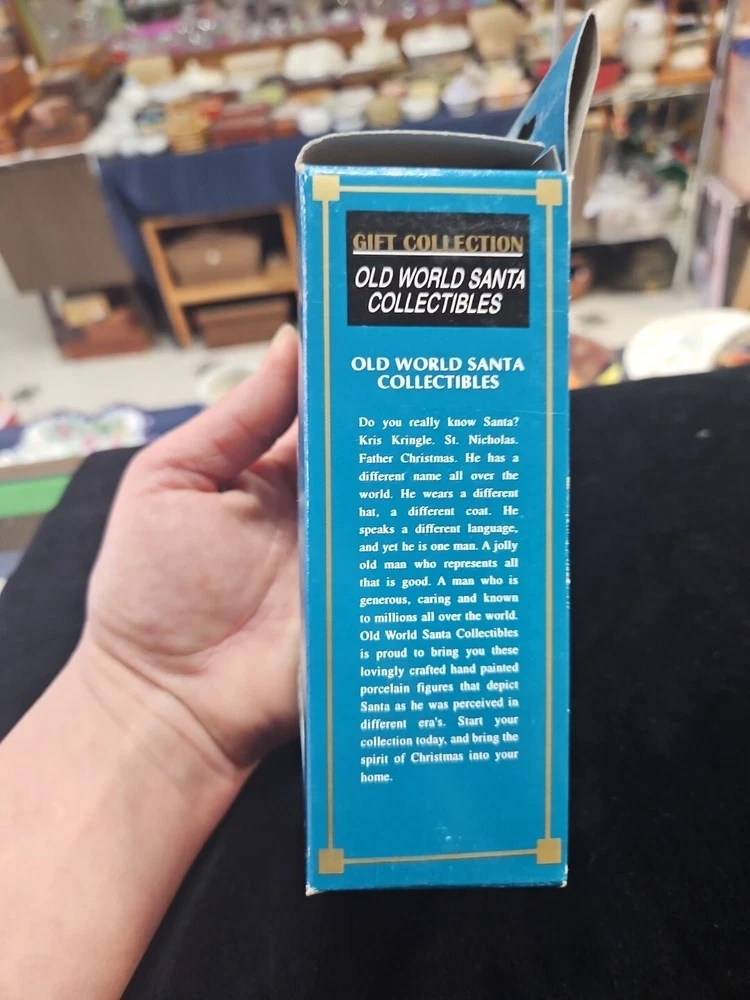 GIFT COLLECTION
OLD WORLD SANTA
COLLECTIBLES
OLD WORLD SANTA
COLLECTIBLES
Do you really know Santa?
Kris Kringle. St. Nicholas.
Father Christmas. He has a
different name all over the
world. He wears a different
hat, a different coat. He
speaks a different language,
and yet he is one man. A jolly
old man who represents all
that is good. A man who is
generous, caring and known
to millions all over the world.
Old World Santa Collectibles
is proud to bring you these
lovingly crafted hand painted
porcelain figures that depict
Santa as he was perceived in
different era's. Start your
collection today, and bring the
spirit of Christmas into your
home.